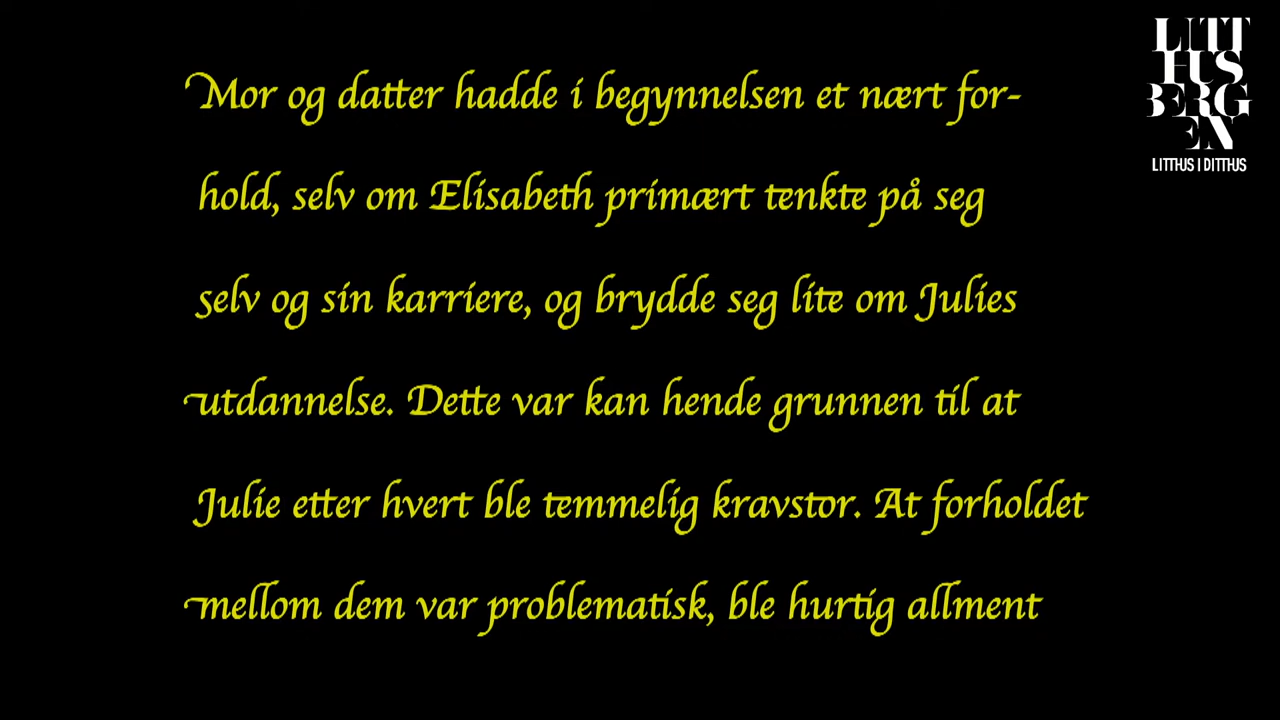 Mor og datter hadde i begynnelsen et nært for-
hold, selv om Elisabeth primært tenkte på seg
selv og sin karriere, og brydde seg lite om Julies
utdannelse. Dette var kan hende grunnen til at
Julie etter hvert ble temmelig kravstor. At forholdet
mellom dem var problematisk, ble hurtig allment
LITT
HUS
BERG
EN
LITTHUS I DITTHUS